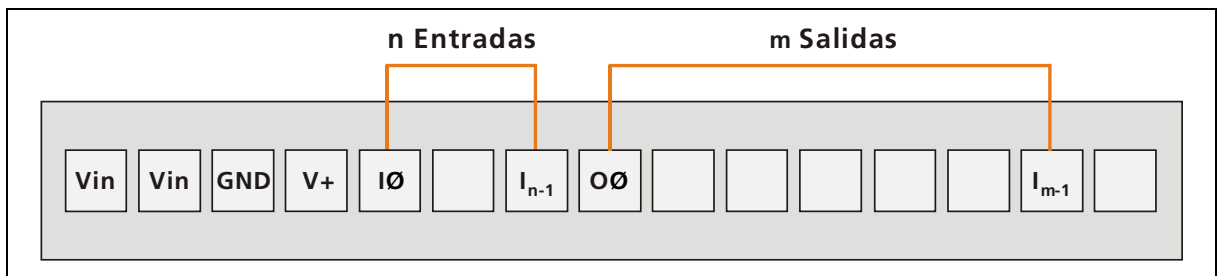 n Entradas m Salidas
Vin Vin GND V+ IØ Iₙ₋₁ OØ Iₘ₋₁